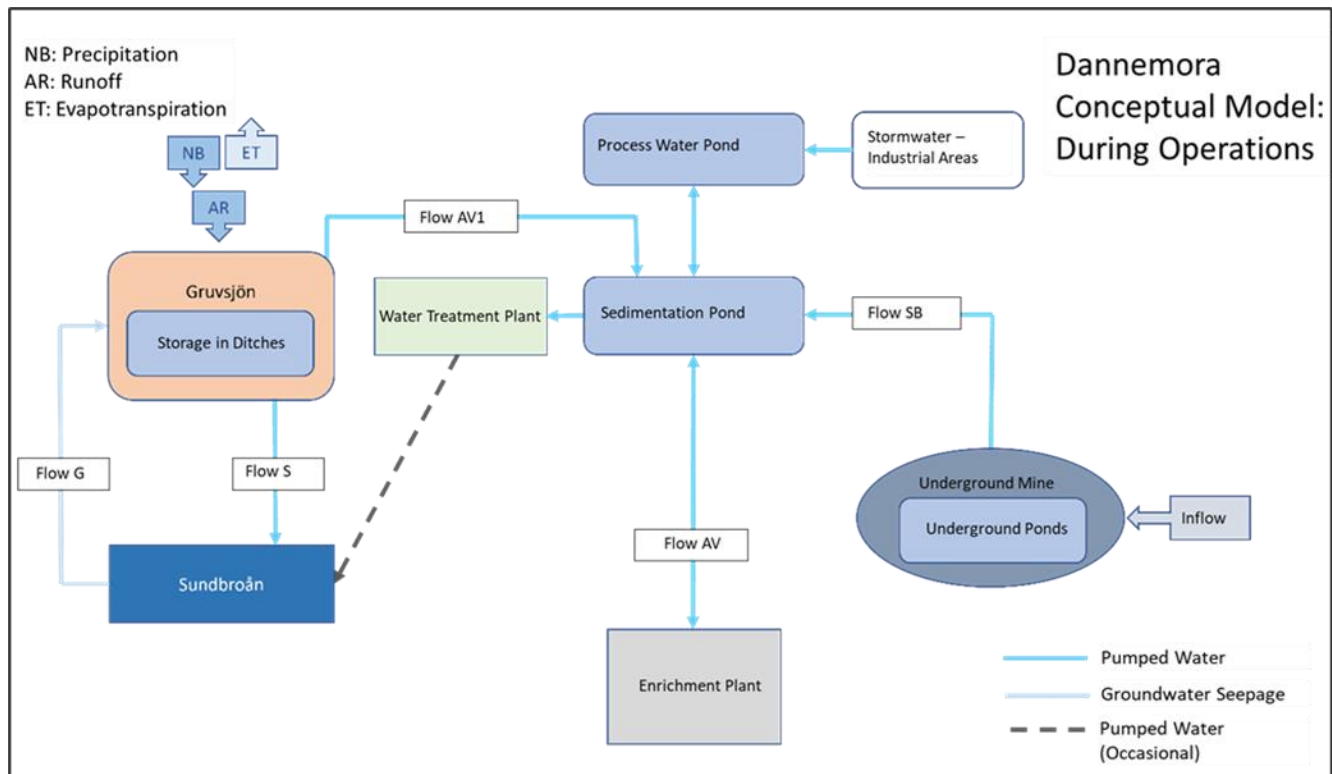 NB: Precipitation
AR: Runoff
ET: Evapotranspiration
Dannemora
Conceptual Model:
During Operations
NB
ET
AR
Process Water Pond
Stormwater –
Industrial Areas
Flow AV1
Gruvsjön
Storage in Ditches
Water Treatment Plant
Sedimentation Pond
Flow SB
Flow G
Flow S
Underground Mine
Underground Ponds
Inflow
Flow AV
Sundbroån
Enrichment Plant
Pumped Water
Groundwater Seepage
Pumped Water
(Occasional)